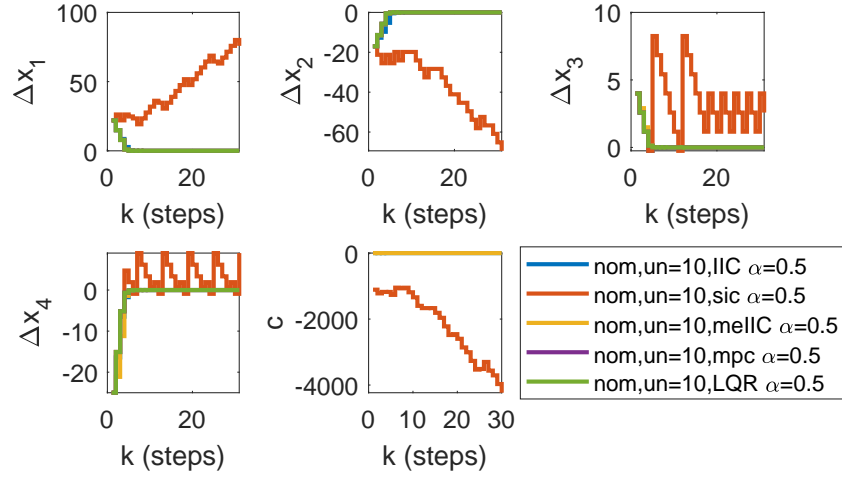 100
50
0
Δx₁
0
20
k (steps)
0
-20
-40
-60
Δx₂
0
20
k (steps)
10
5
0
Δx₃
0
20
k (steps)
0
-10
-20
Δx₄
0
20
k (steps)
0
-2000
-4000
c
0
10
20
30
k (steps)
nom,un=10,IIC α=0.5
nom,un=10,sic α=0.5
nom,un=10,meIIC α=0.5
nom,un=10,mpc α=0.5
nom,un=10,LQR α=0.5